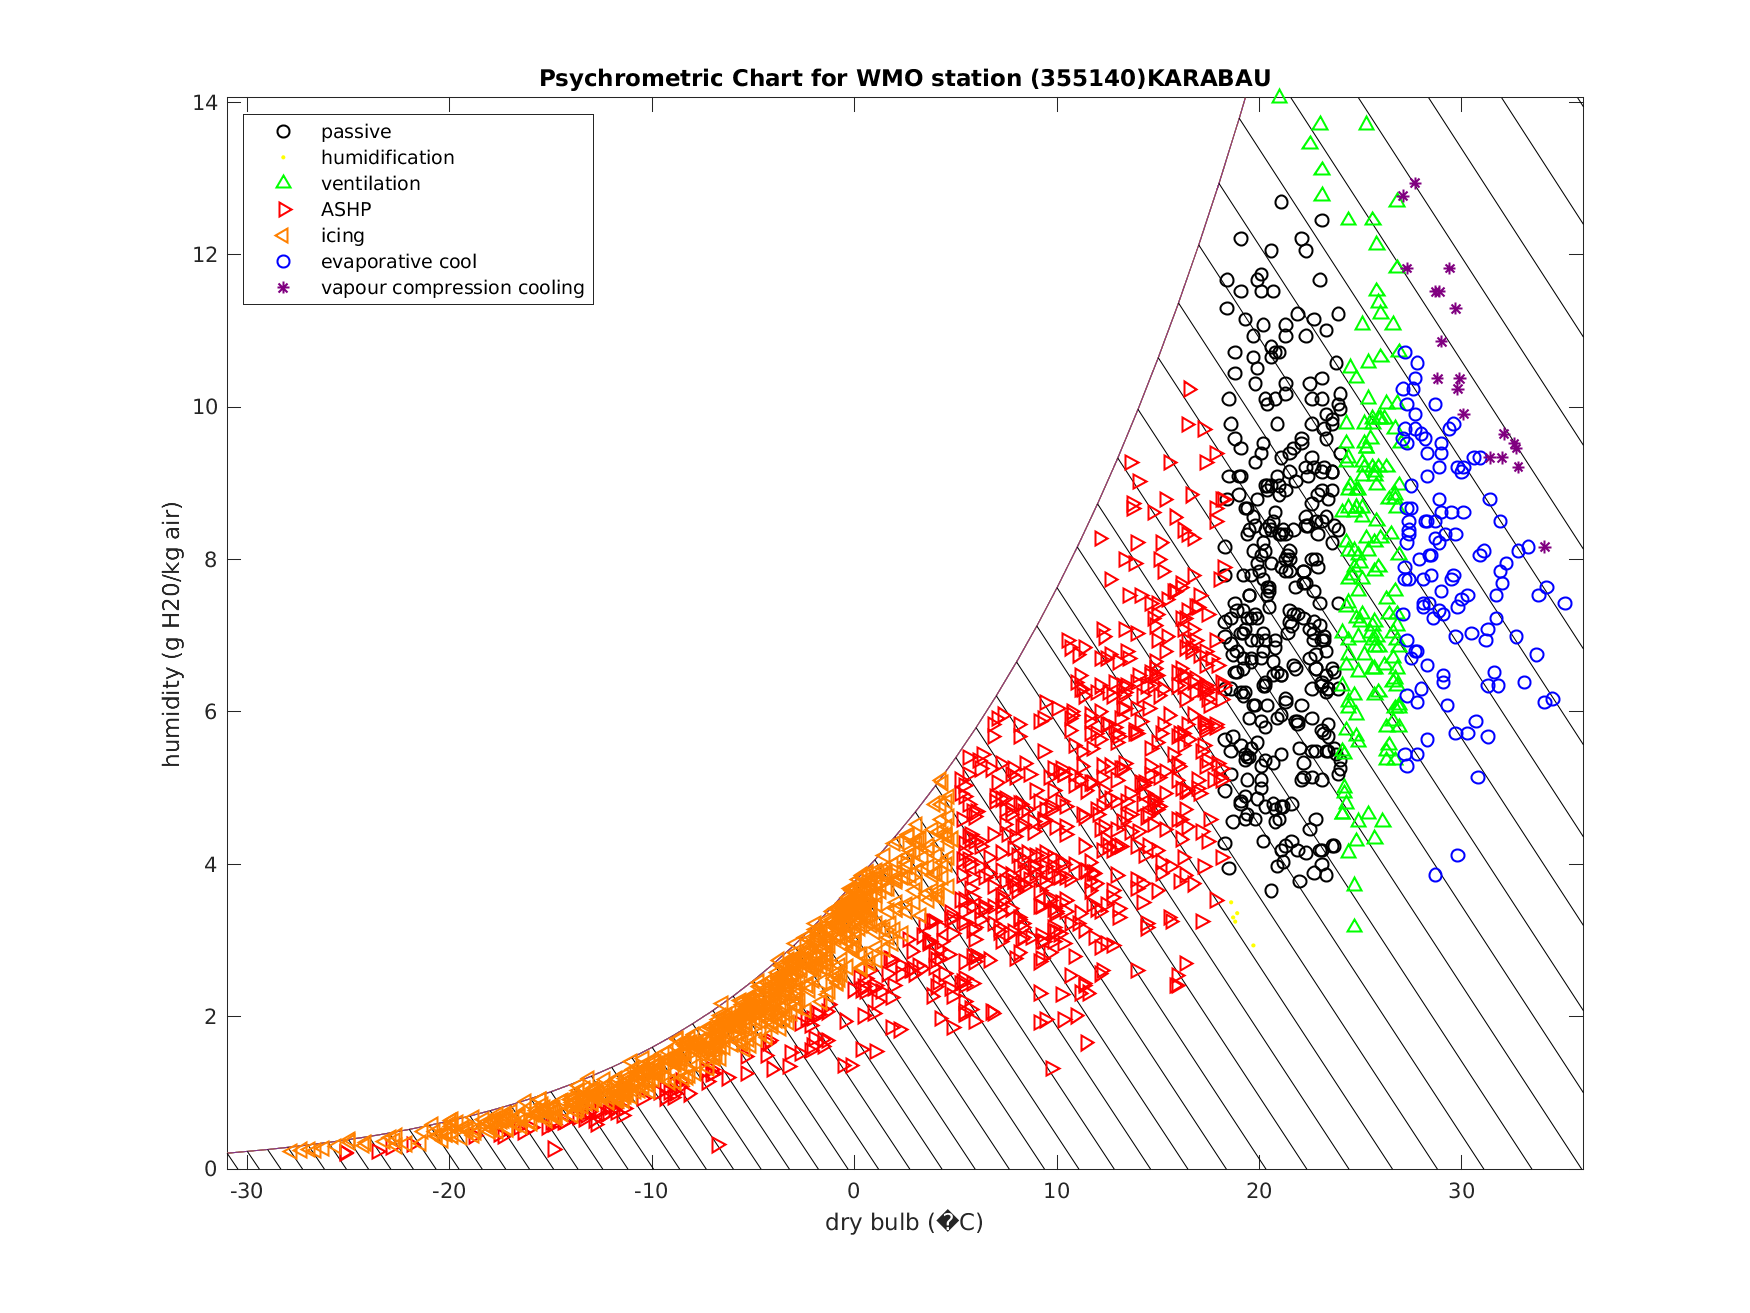 Psychrometric Chart for WMO station (355140)KARABAU
14
12
10
8
6
4
2
0
humidity (g H20/kg air)
passive
humidification
ventilation
ASHP
icing
evaporative cool
vapour compression cooling
-30 -20 -10 0 10 20 30
dry bulb (�C)